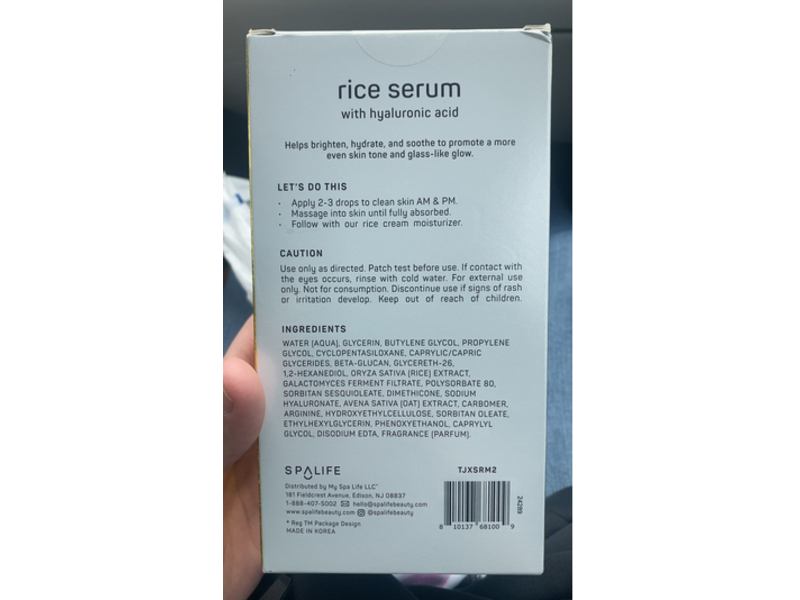 rice serum
with hyaluronic acid
Helps brighten, hydrate, and soothe to promote a more
even skin tone and glass-like glow.
LET'S DO THIS
· Apply 2-3 drops to clean skin AM & PM.
· Massage into skin until fully absorbed.
· Follow with our rice cream moisturizer.
CAUTION
Use only as directed. Patch test before use. If contact with
the eyes occurs, rinse with cold water. For external use
only. Not for consumption. Discontinue use if signs of rash
or irritation develop. Keep out of reach of children.
INGREDIENTS
WATER (AQUA), GLYCERIN, BUTYLENE GLYCOL, PROPYLENE
GLYCOL, CYCLOPENTASILOXANE, CAPRYLIC/CAPRIC
GLYCERIDES, BETA-GLUCAN, GLYCERETH-26,
1,2-HEXANEDIOL, ORYZA SATIVA (RICE) EXTRACT,
GALACTOMYCES FERMENT FILTRATE, POLYSORBATE 80,
SORBITAN SESQUIOLEATE, DIMETHICONE, SODIUM
HYALURONATE, AVENA SATIVA (OAT) EXTRACT, CARBOMER,
ARGININE, HYDROXYETHYLCELLULOSE, SORBITAN OLEATE,
ETHYLHEXYLGLYCERIN, PHENOXYETHANOL, CAPRYLYL
GLYCOL, DISODIUM EDTA, FRAGRANCE (PARFUM).
SPALIFE
Distributed by My Spa Life LLC™
181 Fieldcrest Avenue, Edison, NJ 08837
1-888-407-5002 hello@spalifebeauty.com
www.spalifebeauty.com @spalifebeauty
® Reg TM Package Design
MADE IN KOREA
TJXSRM2
8 10137 68100 9
24289